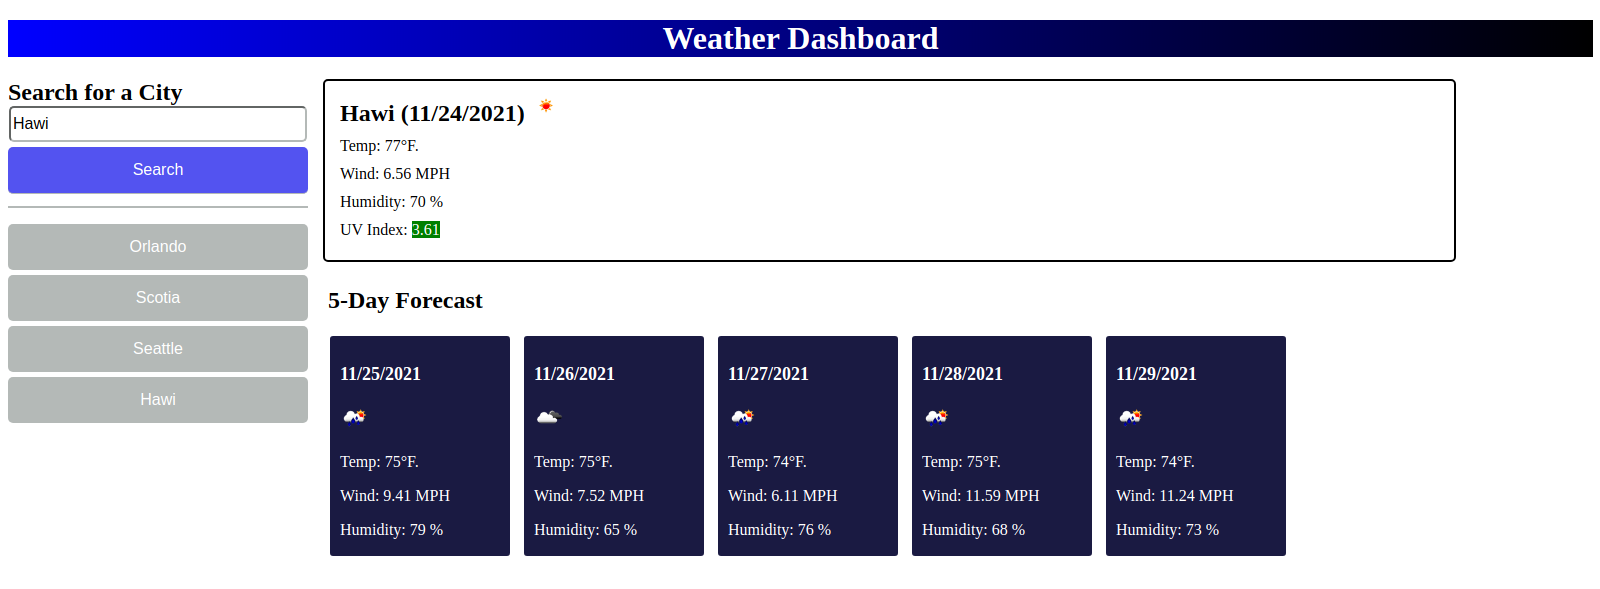 Weather Dashboard
Search for a City
Hawi
Search
Orlando
Scotia
Seattle
Hawi
Hawi (11/24/2021)
Temp: 77°F.
Wind: 6.56 MPH
Humidity: 70 %
UV Index: 3.61
5-Day Forecast
11/25/2021
Temp: 75°F.
Wind: 9.41 MPH
Humidity: 79 %
11/26/2021
Temp: 75°F.
Wind: 7.52 MPH
Humidity: 65 %
11/27/2021
Temp: 74°F.
Wind: 6.11 MPH
Humidity: 76 %
11/28/2021
Temp: 75°F.
Wind: 11.59 MPH
Humidity: 68 %
11/29/2021
Temp: 74°F.
Wind: 11.24 MPH
Humidity: 73 %